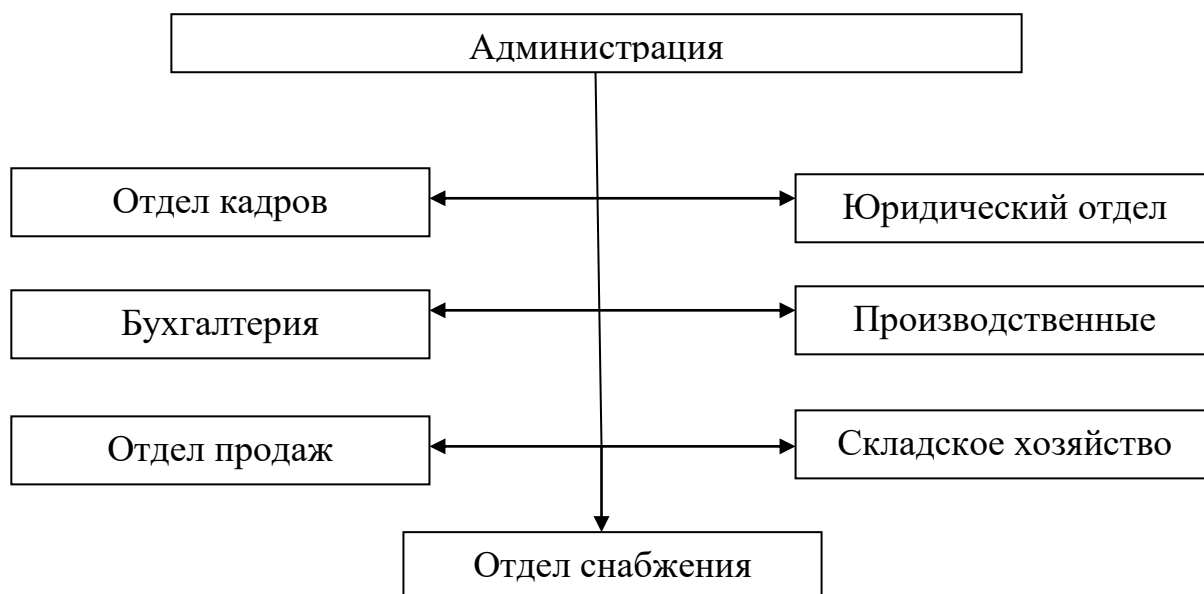 Администрация
Отдел кадров
Юридический отдел
Бухгалтерия
Производственные
Отдел продаж
Складское хозяйство
Отдел снабжения